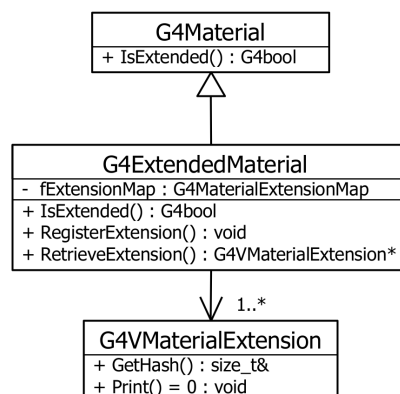 G4Material
+ IsExtended() : G4bool
G4ExtendedMaterial
- fExtensionMap : G4MaterialExtensionMap
+ IsExtended() : G4bool
+ RegisterExtension() : void
+ RetrieveExtension() : G4VMaterialExtension*
1..*
G4VMaterialExtension
+ GetHash() : size_t&
+ Print() = 0 : void